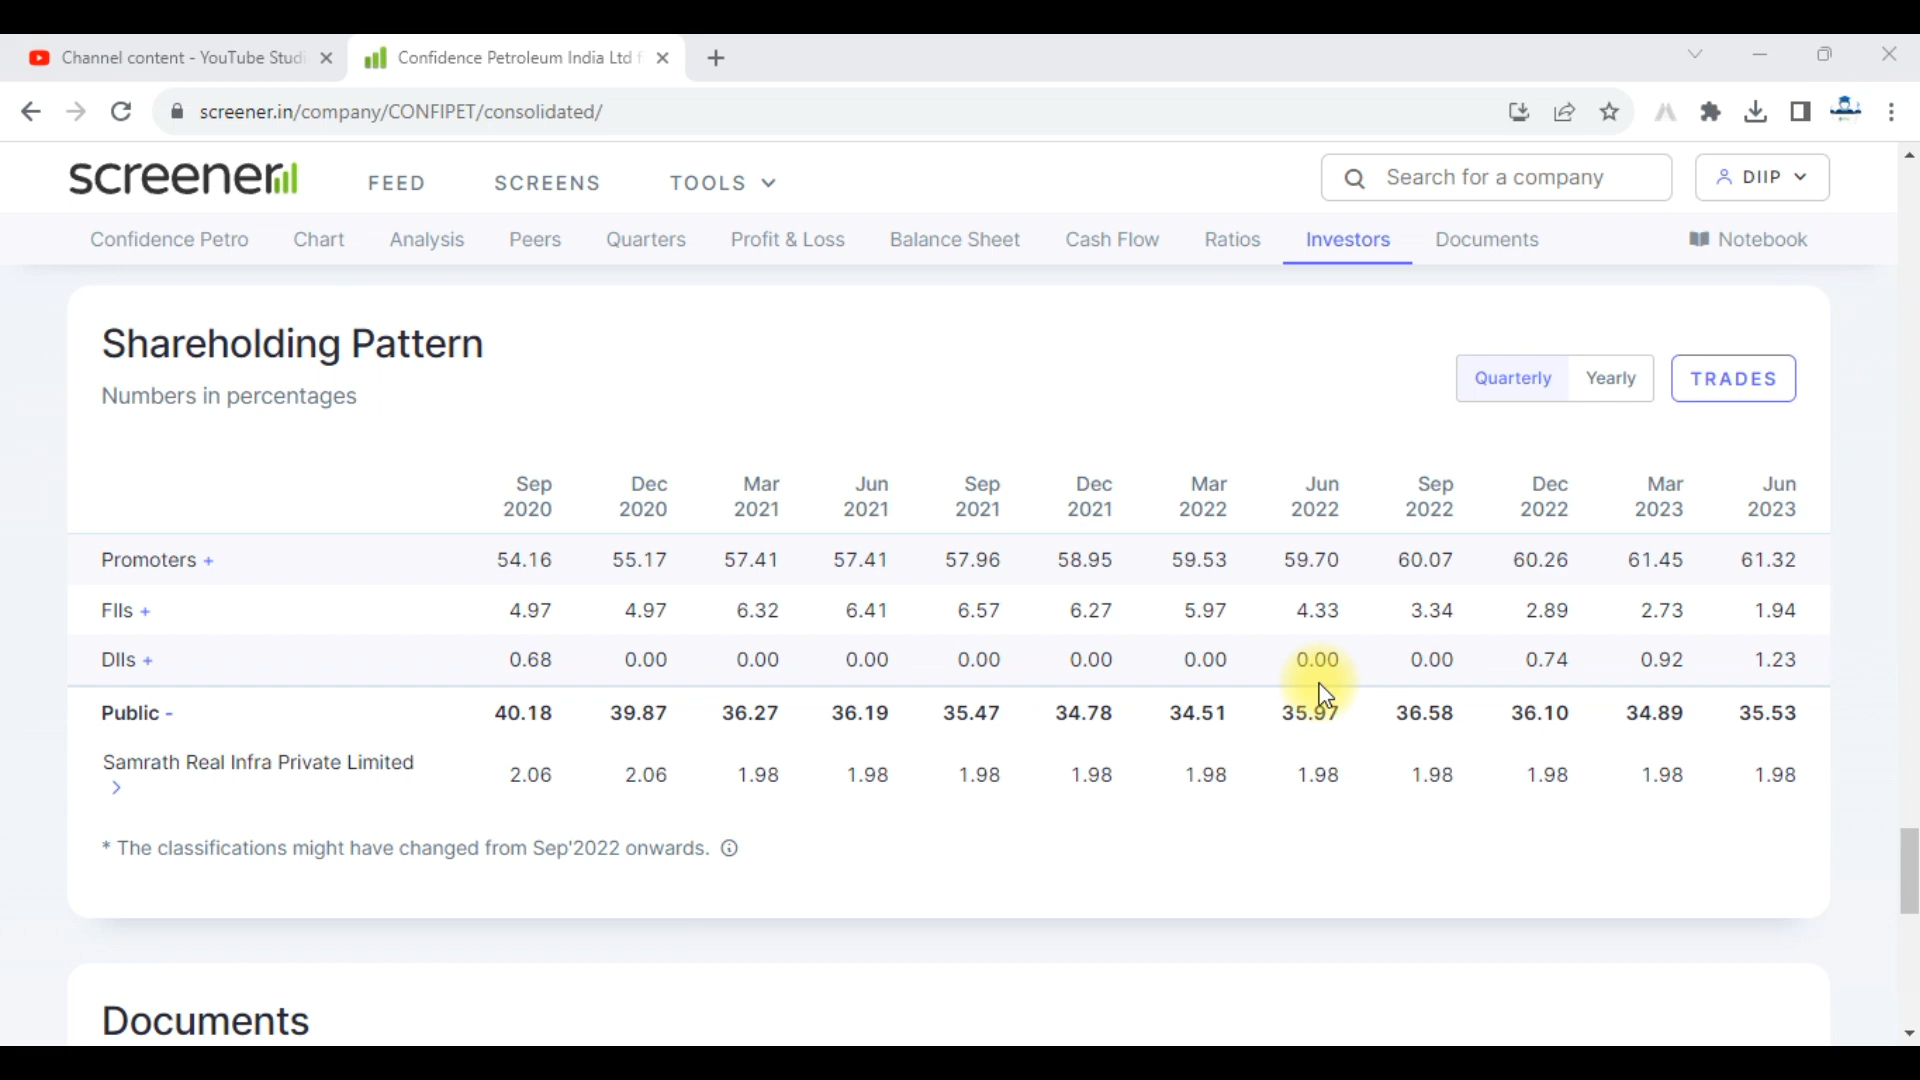 Channel content - YouTube Studi
Confidence Petroleum India Ltd f
screener.in/company/CONFIPET/consolidated/
screener
FEED SCREENS TOOLS
Search for a company
DIIP
Confidence Petro Chart Analysis Peers Quarters Profit & Loss Balance Sheet Cash Flow Ratios Investors Documents Notebook
Shareholding Pattern
Numbers in percentages
Quarterly Yearly TRADES
Sep Dec Mar Jun Sep Dec Mar Jun Sep Dec Mar Jun
2020 2020 2021 2021 2021 2021 2022 2022 2022 2022 2023 2023
Promoters + 54.16 55.17 57.41 57.41 57.96 58.95 59.53 59.70 60.07 60.26 61.45 61.32
FIIs + 4.97 4.97 6.32 6.41 6.57 6.27 5.97 4.33 3.34 2.89 2.73 1.94
DIIs + 0.68 0.00 0.00 0.00 0.00 0.00 0.00 0.00 0.00 0.74 0.92 1.23
Public - 40.18 39.87 36.27 36.19 35.47 34.78 34.51 35.97 36.58 36.10 34.89 35.53
Samrath Real Infra Private Limited 2.06 2.06 1.98 1.98 1.98 1.98 1.98 1.98 1.98 1.98 1.98 1.98
* The classifications might have changed from Sep'2022 onwards.
Documents